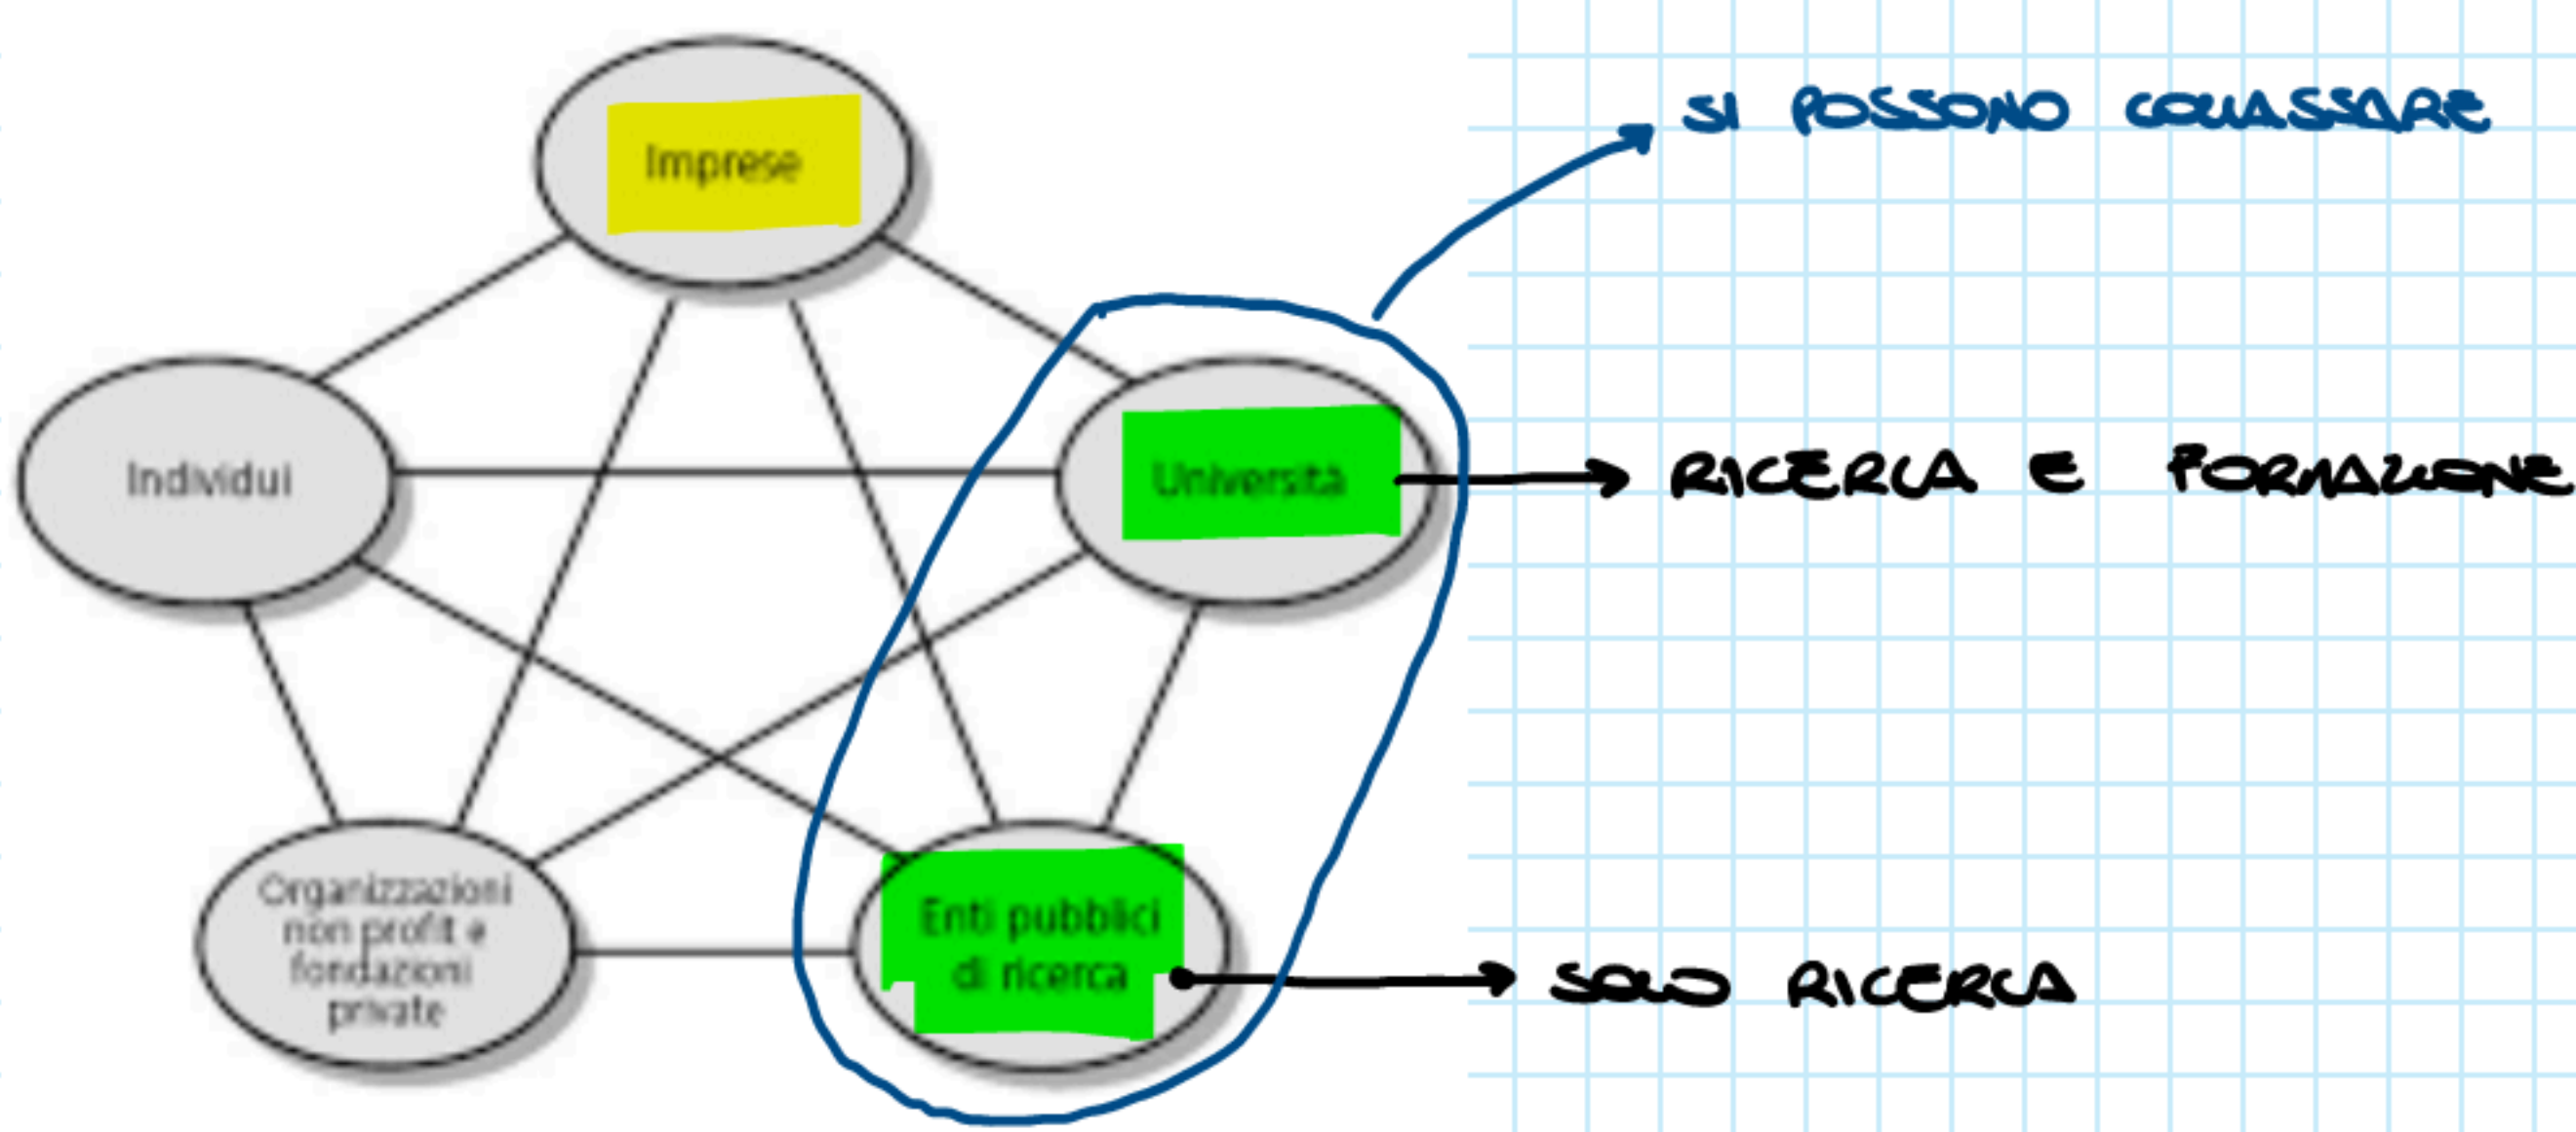 Imprese
SI POSSONO COLLASSARE
Individui
Università
RICERCA E FORMAZIONE
Organizzazioni
non profit e
fondazioni
private
Enti pubblici
di ricerca
SOLO RICERCA